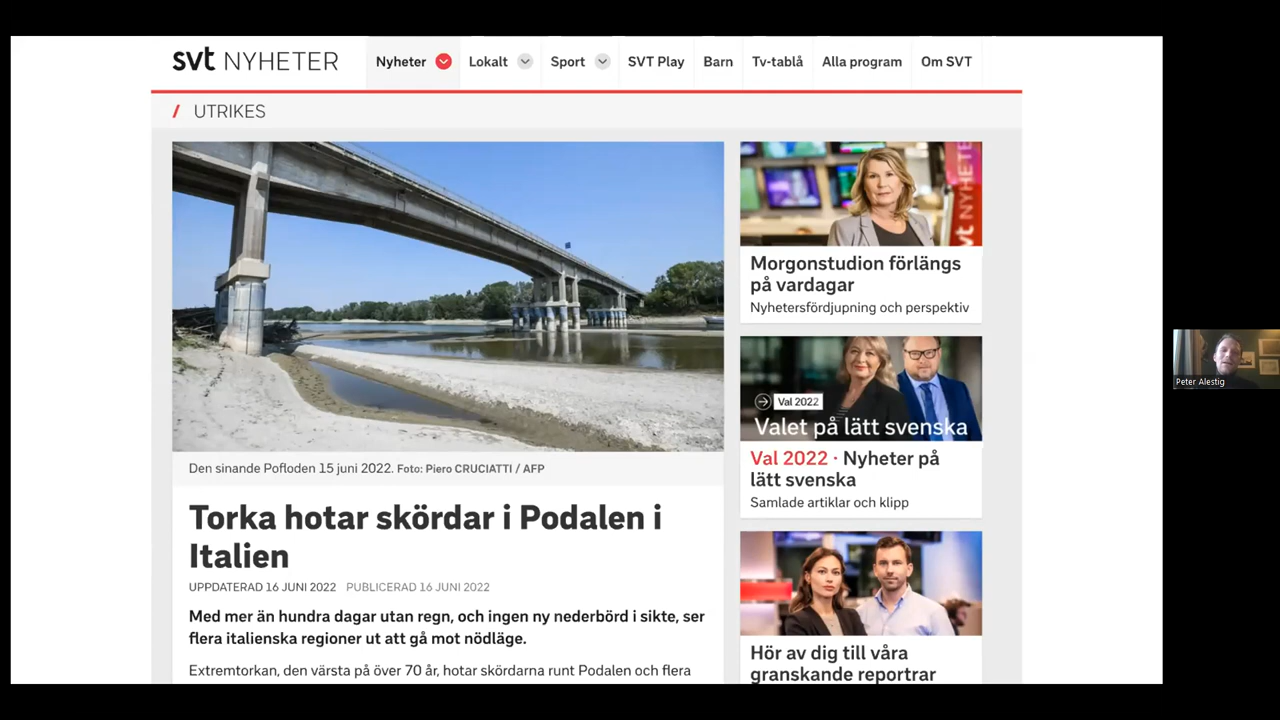 svt NYHETER
Nyheter
Lokalt
Sport
SVT Play
Barn
Tv-tablå
Alla program
Om SVT
/ UTRIKES
Den sinande Pofloden 15 juni 2022. Foto: Piero CRUCIATTI / AFP
Torka hotar skördar i Podalen i
Italien
UPPDATERAD 16 JUNI 2022 PUBLICERAD 16 JUNI 2022
Med mer än hundra dagar utan regn, och ingen ny nederbörd i sikte, ser
flera italienska regioner ut att gå mot nödläge.
Extremtorkan, den värsta på över 70 år, hotar skördarna runt Podalen och flera
vt NYHETE
Morgonstudion förlängs
på vardagar
Nyhetersfördjupning och perspektiv
Val 2022
Valet på lätt svenska
Val 2022 · Nyheter på
lätt svenska
Samlade artiklar och klipp
Hör av dig till våra
granskande reportrar
Peter Alestig